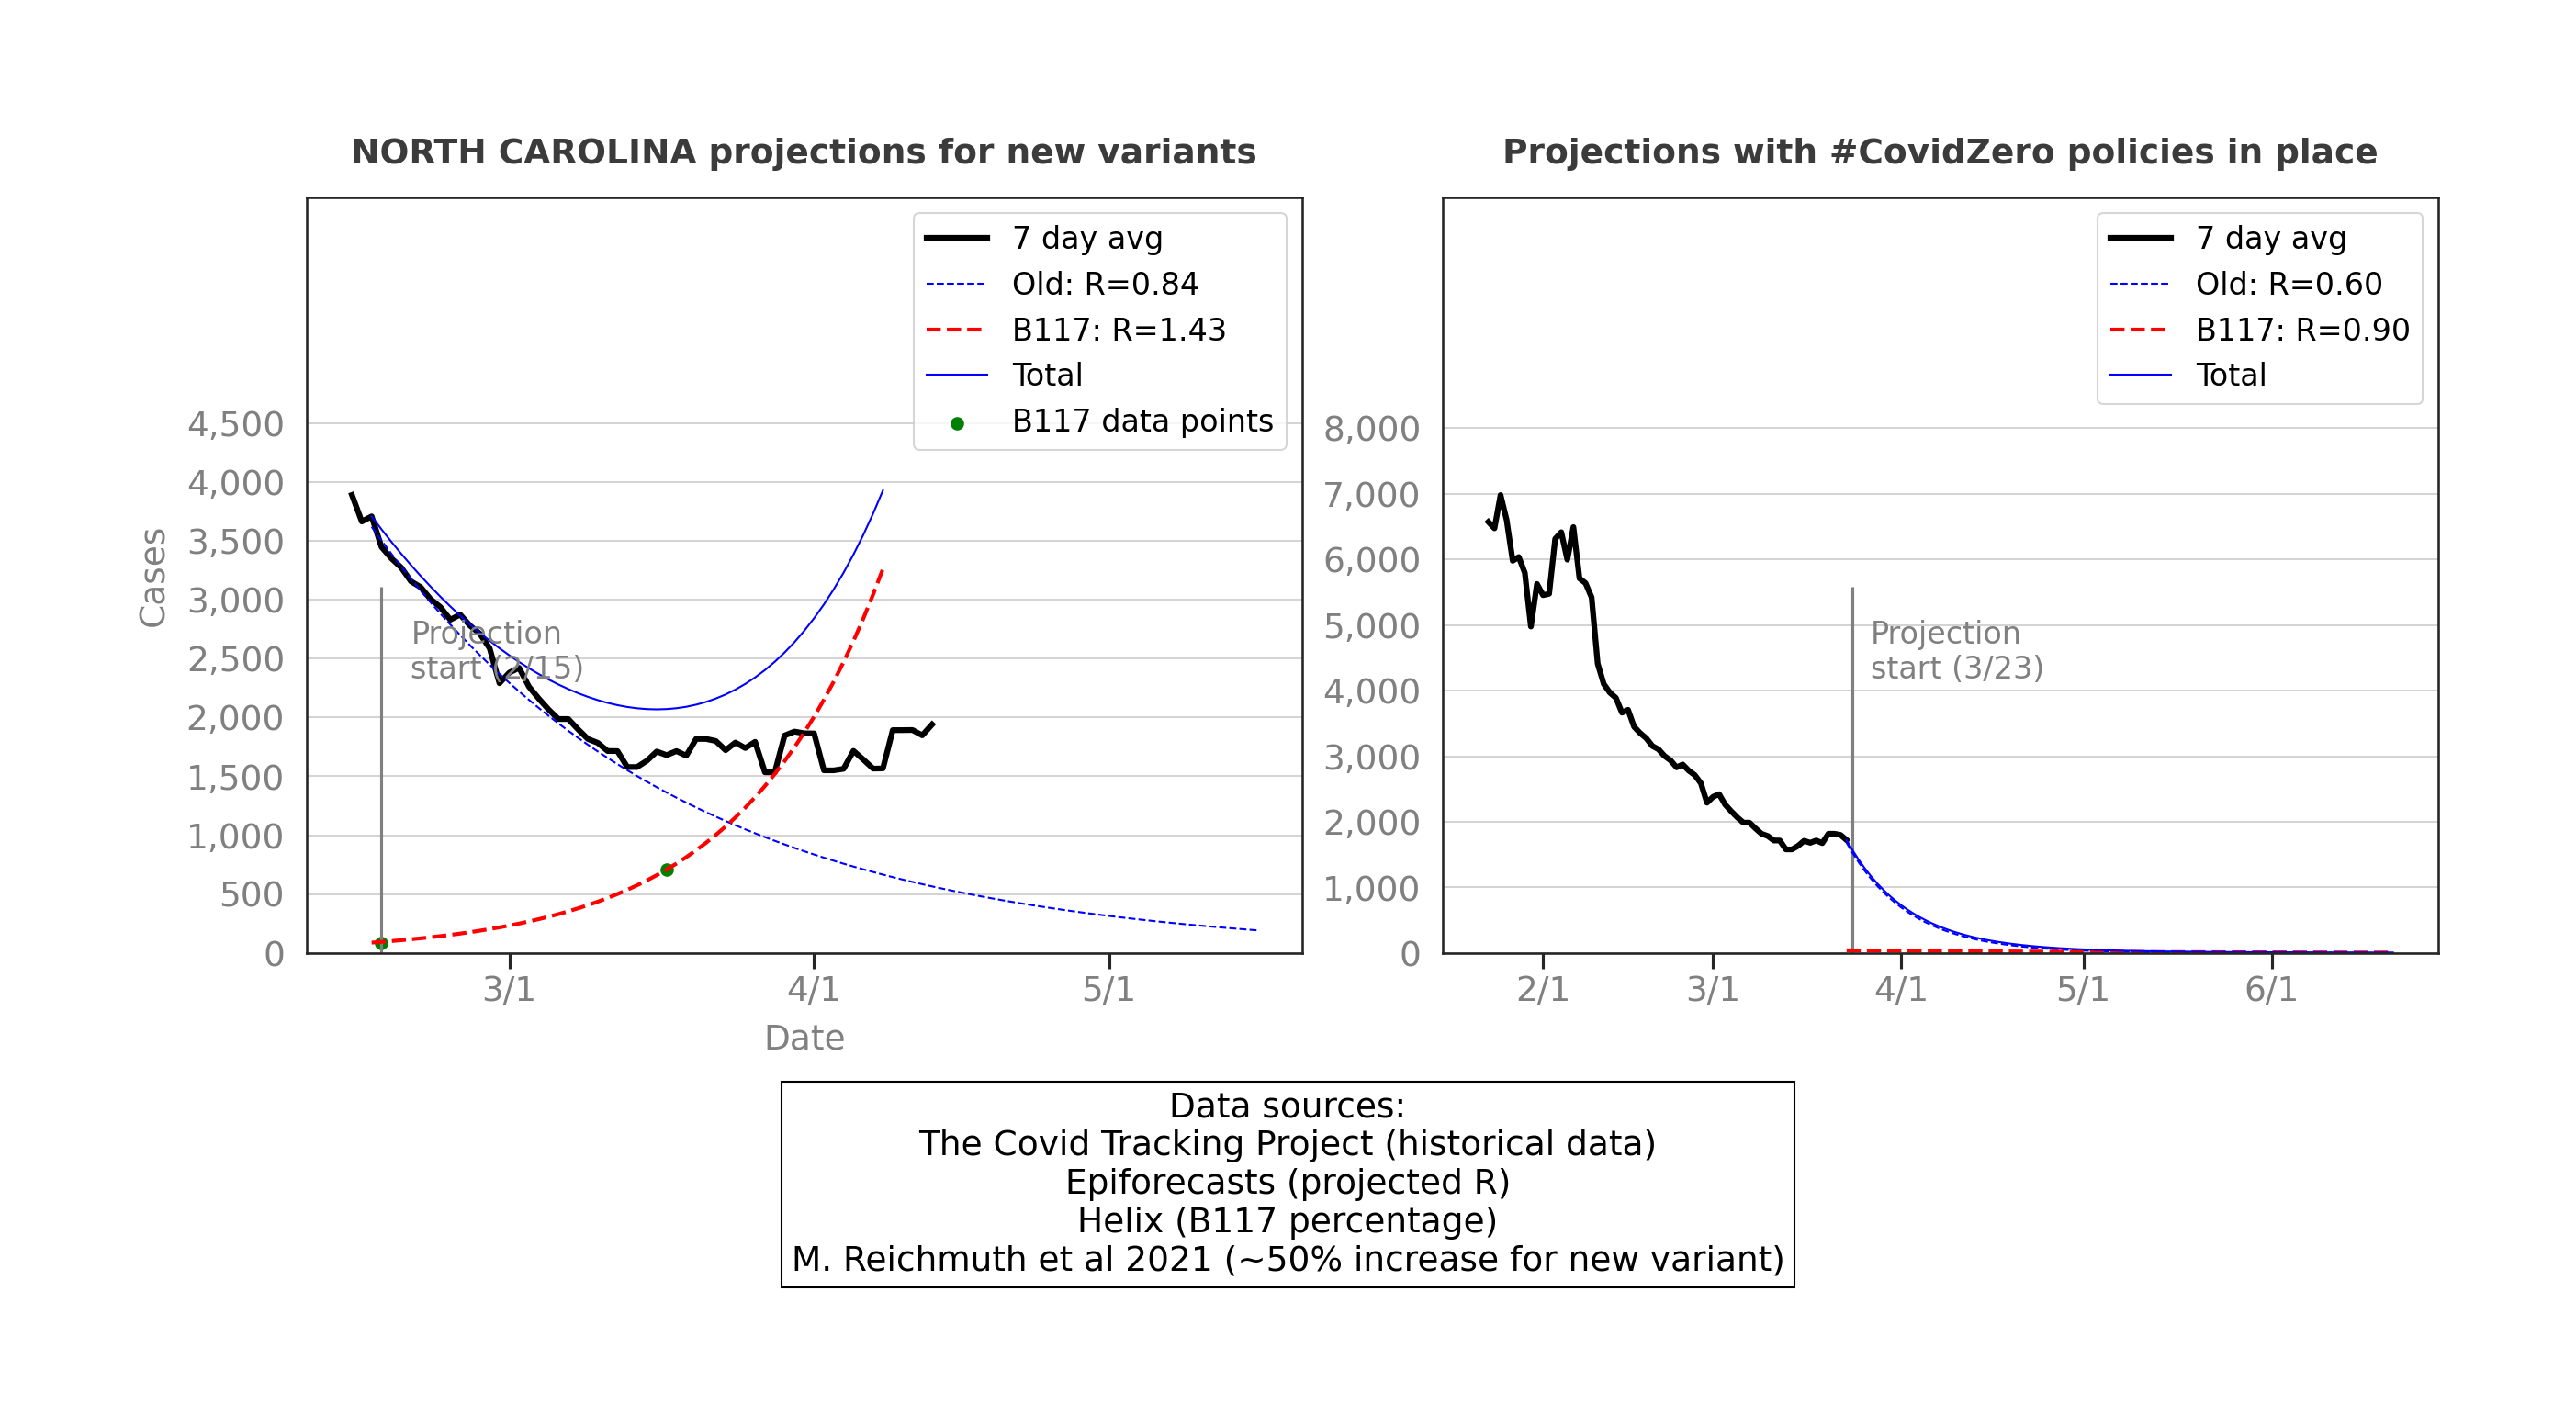 NORTH CAROLINA projections for new variants
7 day avg
Old: R=0.84
B117: R=1.43
Total
B117 data points
4,500
4,000
3,500
3,000
2,500
2,000
1,500
1,000
500
0
Cases
Projection
start (2/15)
3/1
4/1
5/1
Date
Projections with #CovidZero policies in place
7 day avg
Old: R=0.60
B117: R=0.90
Total
8,000
7,000
6,000
5,000
4,000
3,000
2,000
1,000
0
Projection
start (3/23)
2/1
3/1
4/1
5/1
6/1
Data sources:
The Covid Tracking Project (historical data)
Epiforecasts (projected R)
Helix (B117 percentage)
M. Reichmuth et al 2021 (~50% increase for new variant)